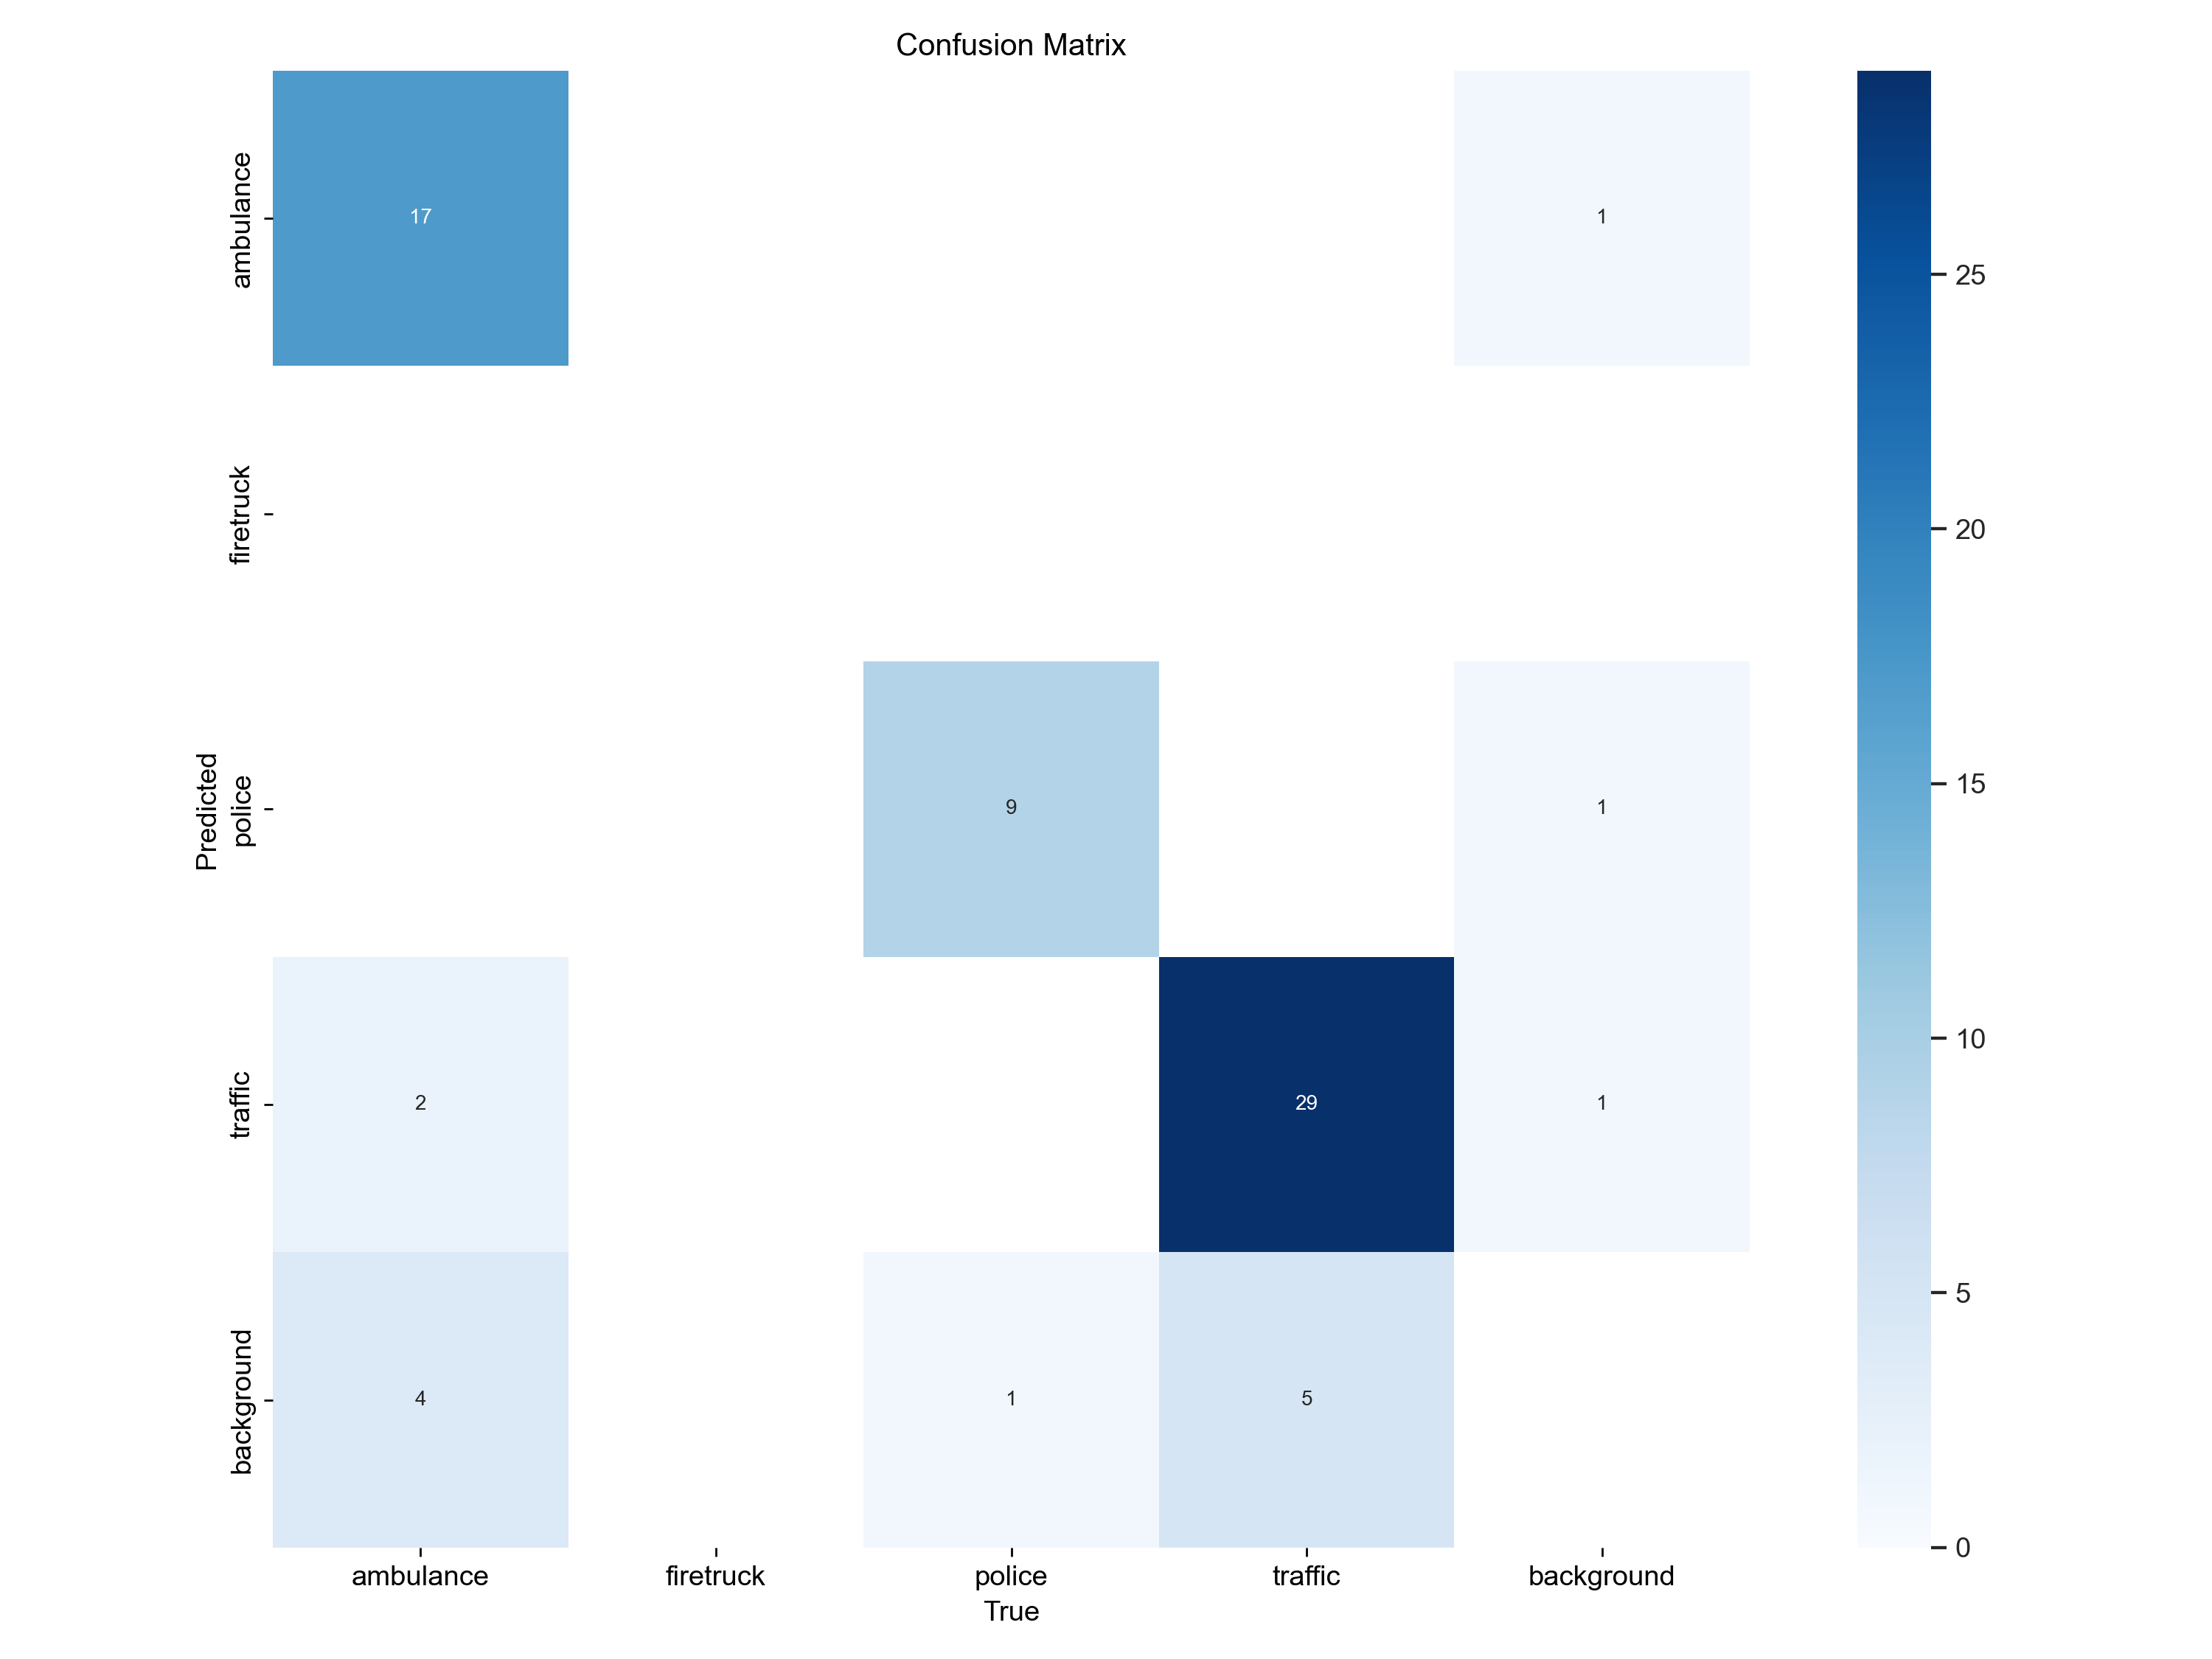 Confusion Matrix
ambulance
17
1
25
firetruck
20
Predicted
police
9
1
15
10
traffic
2
29
1
5
background
4
1
5
0
ambulance
firetruck
police
traffic
background
True